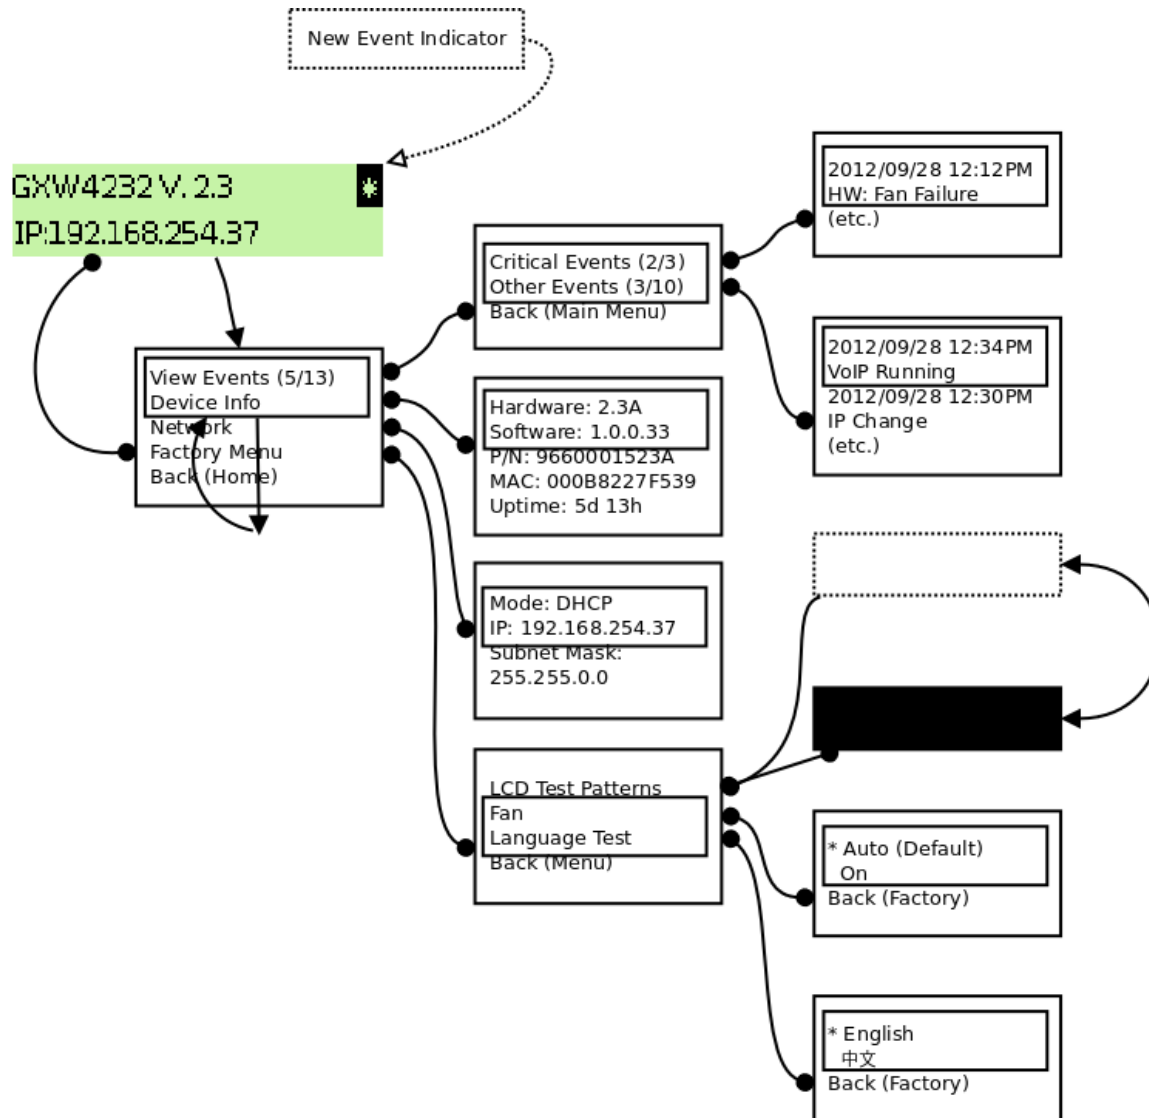 New Event Indicator
GXW4232 V. 2.3 *
IP:192.168.254.37
View Events (5/13)
Device Info
Network
Factory Menu
Back (Home)
Critical Events (2/3)
Other Events (3/10)
Back (Main Menu)
Hardware: 2.3A
Software: 1.0.0.33
P/N: 9660001523A
MAC: 000B8227F539
Uptime: 5d 13h
Mode: DHCP
IP: 192.168.254.37
Subnet Mask:
255.255.0.0
LCD Test Patterns
Fan
Language Test
Back (Menu)
2012/09/28 12:12PM
HW: Fan Failure
(etc.)
2012/09/28 12:34PM
VoIP Running
2012/09/28 12:30PM
IP Change
(etc.)
* Auto (Default)
On
Back (Factory)
* English
中文
Back (Factory)